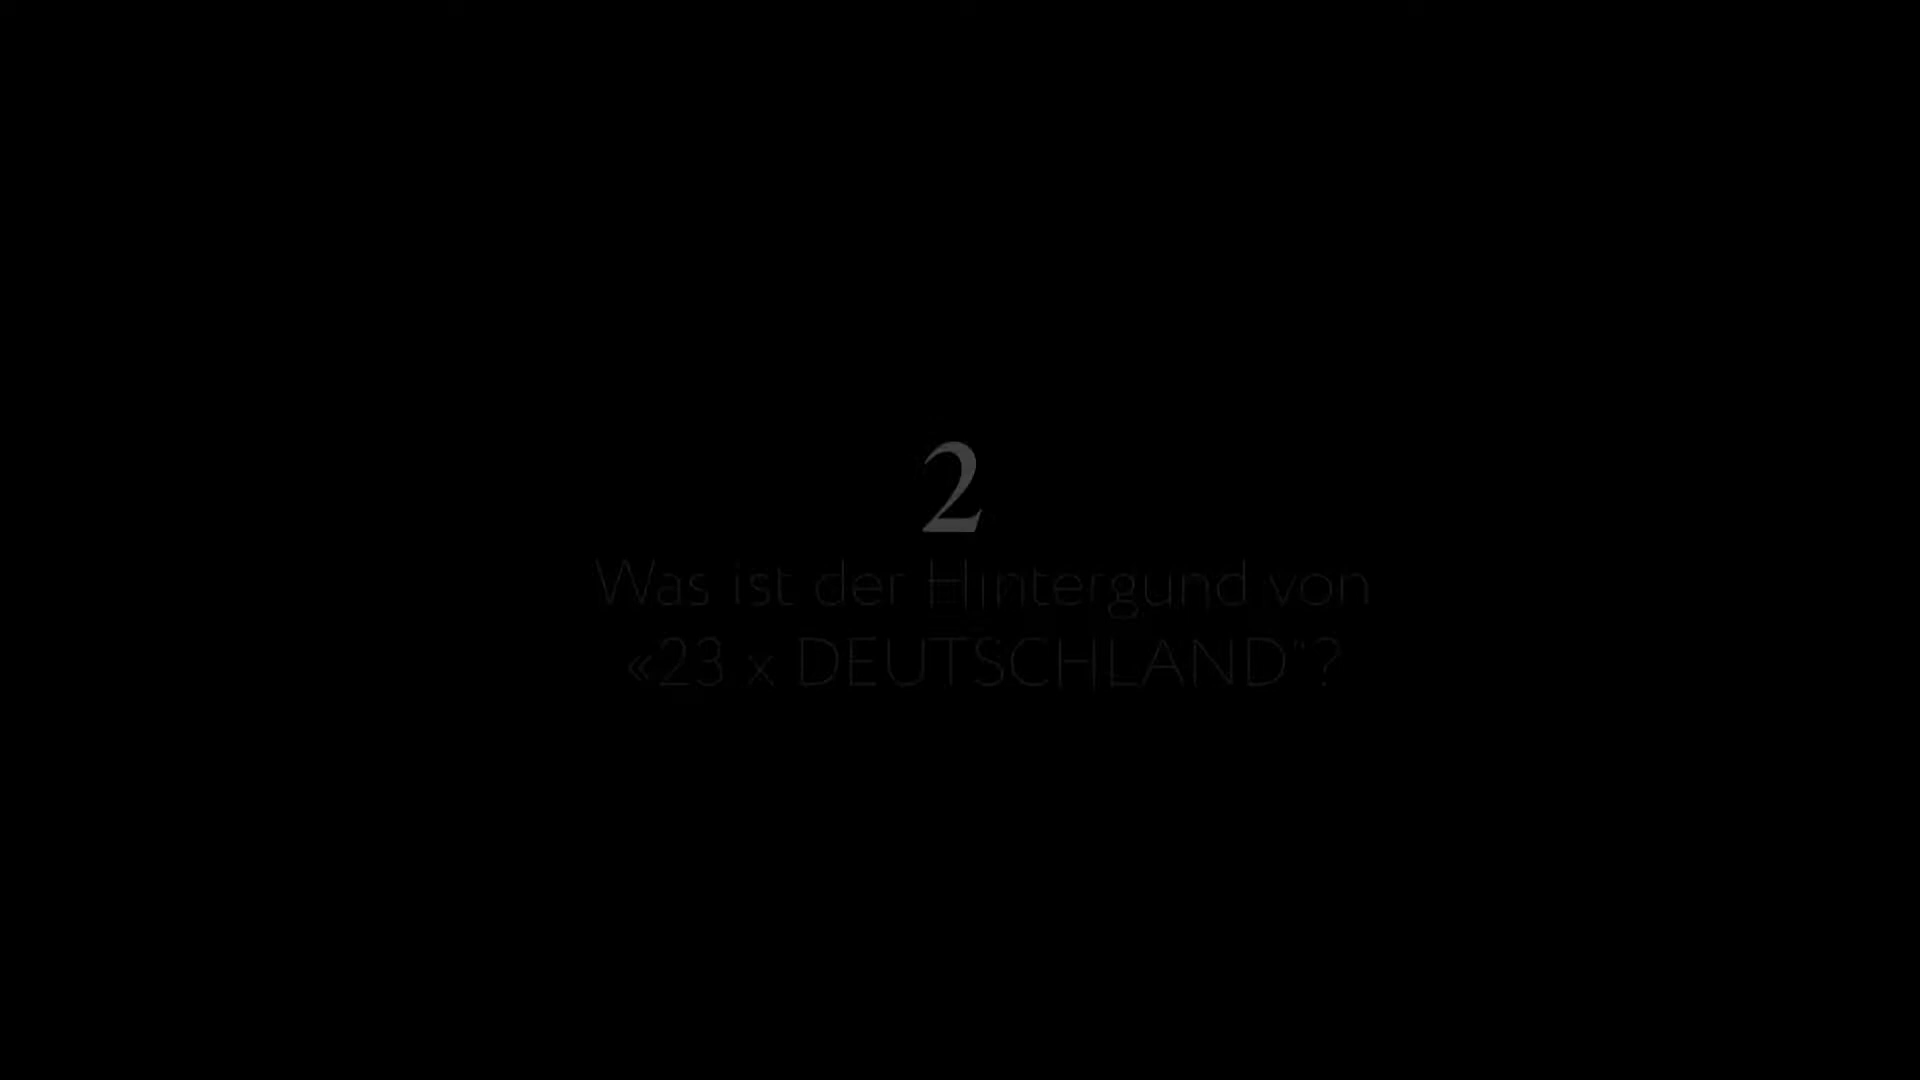 2
Was ist der Hintergund von
«23 x DEUTSCHLAND"?